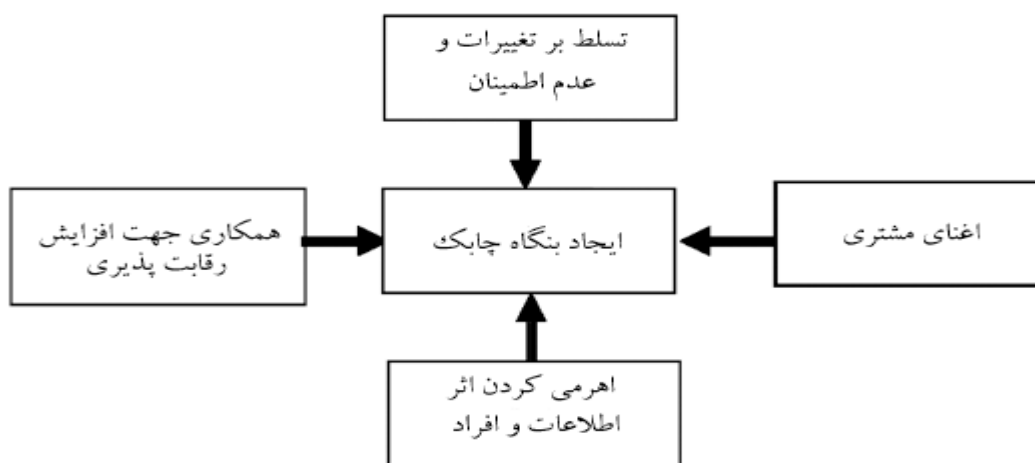 تسلط بر تغییرات و
عدم اطمینان
اغنای مشتری
ایجاد بنگاه چابک
همکاری جهت افزایش
رقابت پذیری
اهرمی کردن اثر
اطلاعات و افراد